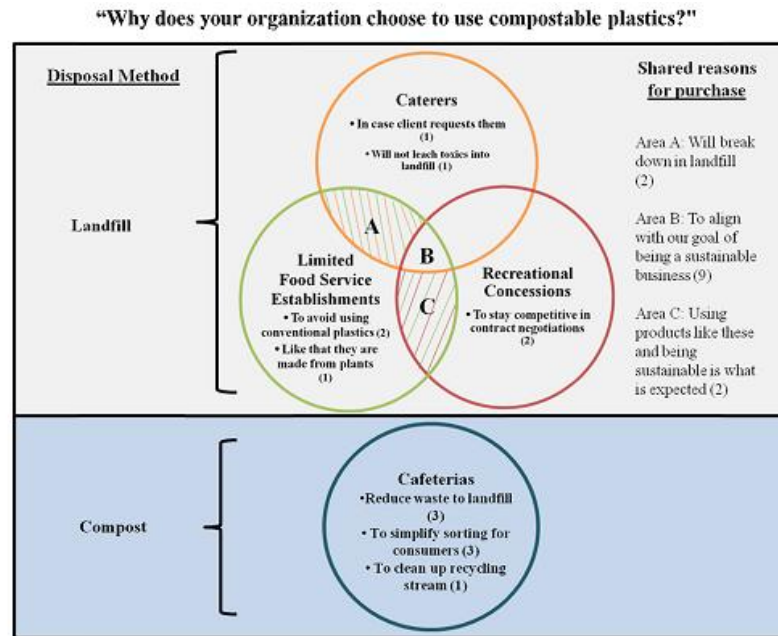 “Why does your organization choose to use compostable plastics?"
Disposal Method
Landfill
Caterers
• In case client requests them
(1)
• Will not leach toxics into
landfill (1)
A
B
C
Limited
Food Service
Establishments
• To avoid using
conventional plastics (2)
• Like that they are
made from plants
(1)
Recreational
Concessions
• To stay competitive in
contract negotiations
(2)
Shared reasons
for purchase
Area A: Will break
down in landfill
(2)
Area B: To align
with our goal of
being a sustainable
business (9)
Area C: Using
products like these
and being
sustainable is what
is expected (2)
Compost
Cafeterias
•Reduce waste to landfill
(3)
• To simplify sorting for
consumers (3)
• To clean up recycling
stream (1)